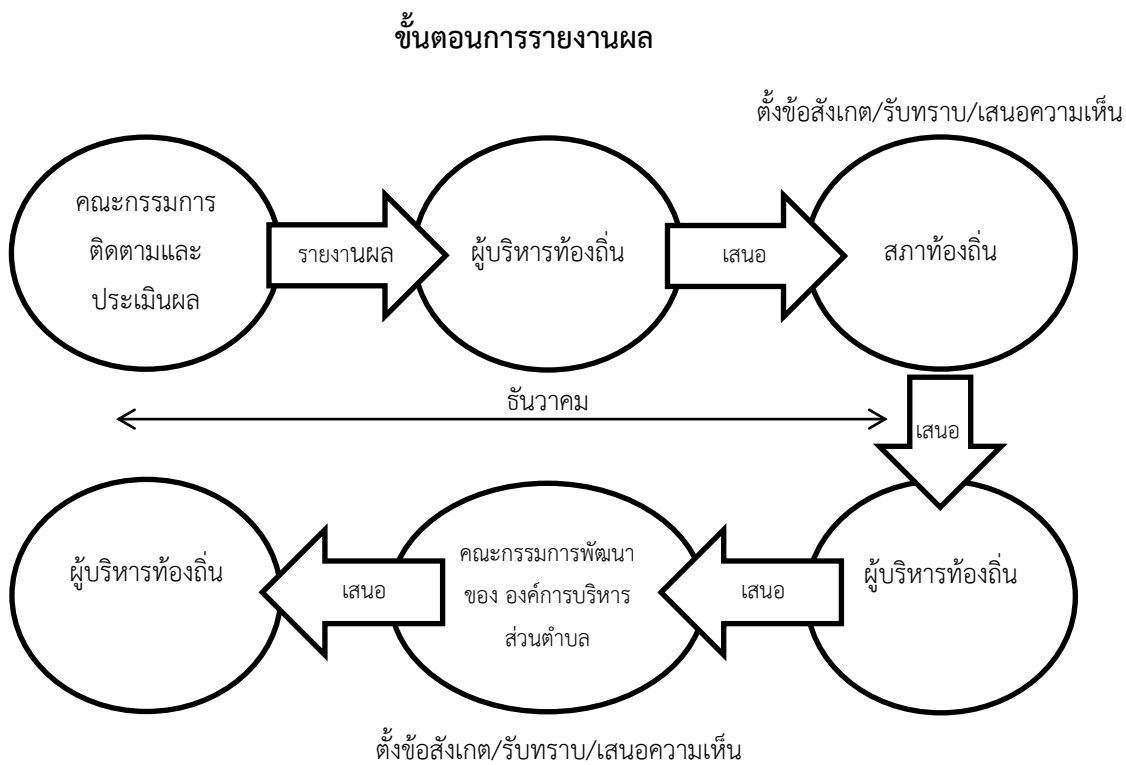 ขั้นตอนการรายงานผล
ตั้งข้อสังเกต/รับทราบ/เสนอความเห็น
คณะกรรมการ
ติดตามและ
ประเมินผล
รายงานผล
ผู้บริหารท้องถิ่น
เสนอ
สภาท้องถิ่น
ธันวาคม
เสนอ
ผู้บริหารท้องถิ่น
เสนอ
คณะกรรมการพัฒนา
ของ องค์การบริหาร
ส่วนตำบล
เสนอ
ผู้บริหารท้องถิ่น
ตั้งข้อสังเกต/รับทราบ/เสนอความเห็น